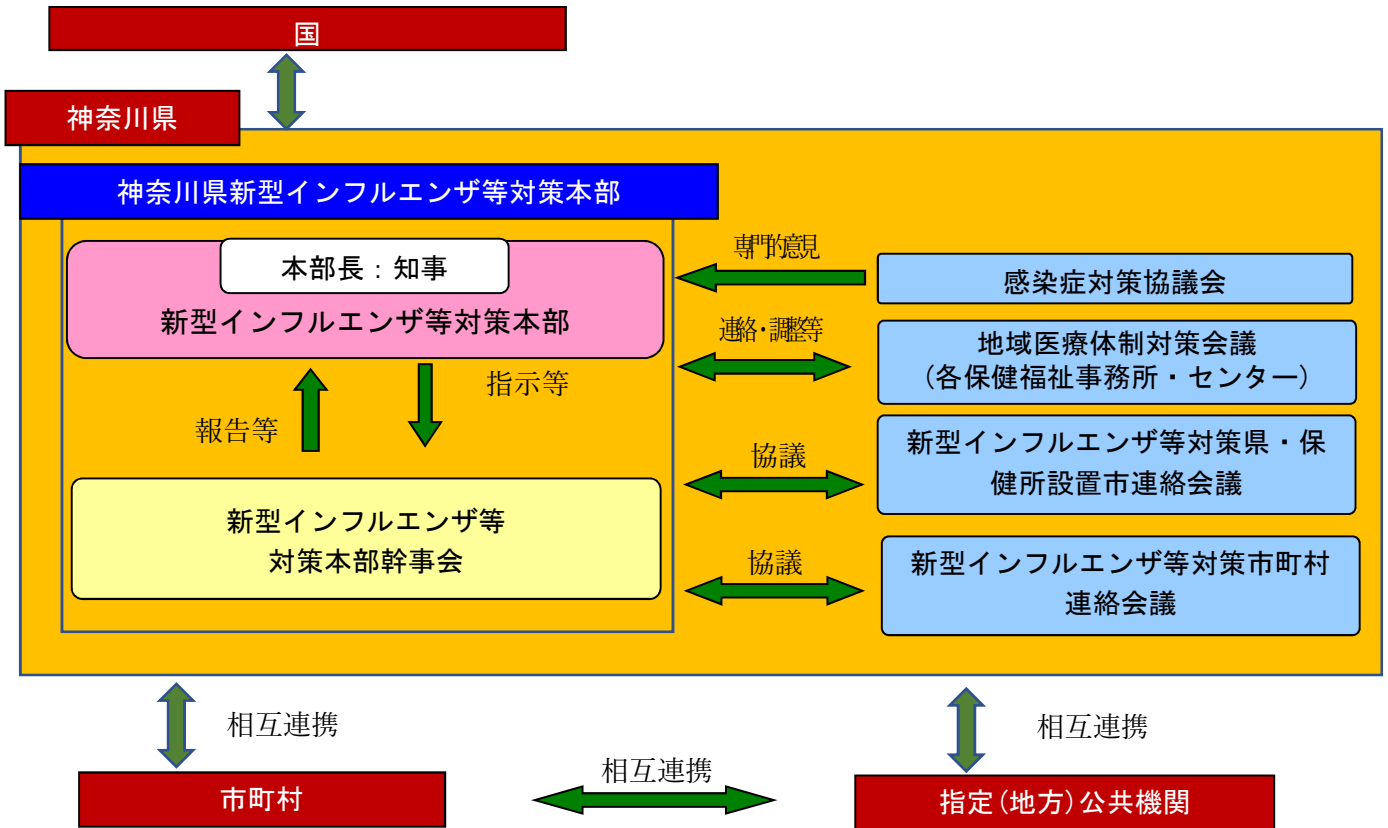 国
神奈川県
神奈川県新型インフルエンザ等対策本部
本部長：知事
新型インフルエンザ等対策本部
報告等
指示等
新型インフルエンザ等
対策本部幹事会
専門的意見
感染症対策協議会
連絡・調整等
地域医療体制対策会議
（各保健福祉事務所・センター）
協議
新型インフルエンザ等対策県・保
健所設置市連絡会議
協議
新型インフルエンザ等対策市町村
連絡会議
相互連携
相互連携
市町村
相互連携
指定(地方)公共機関